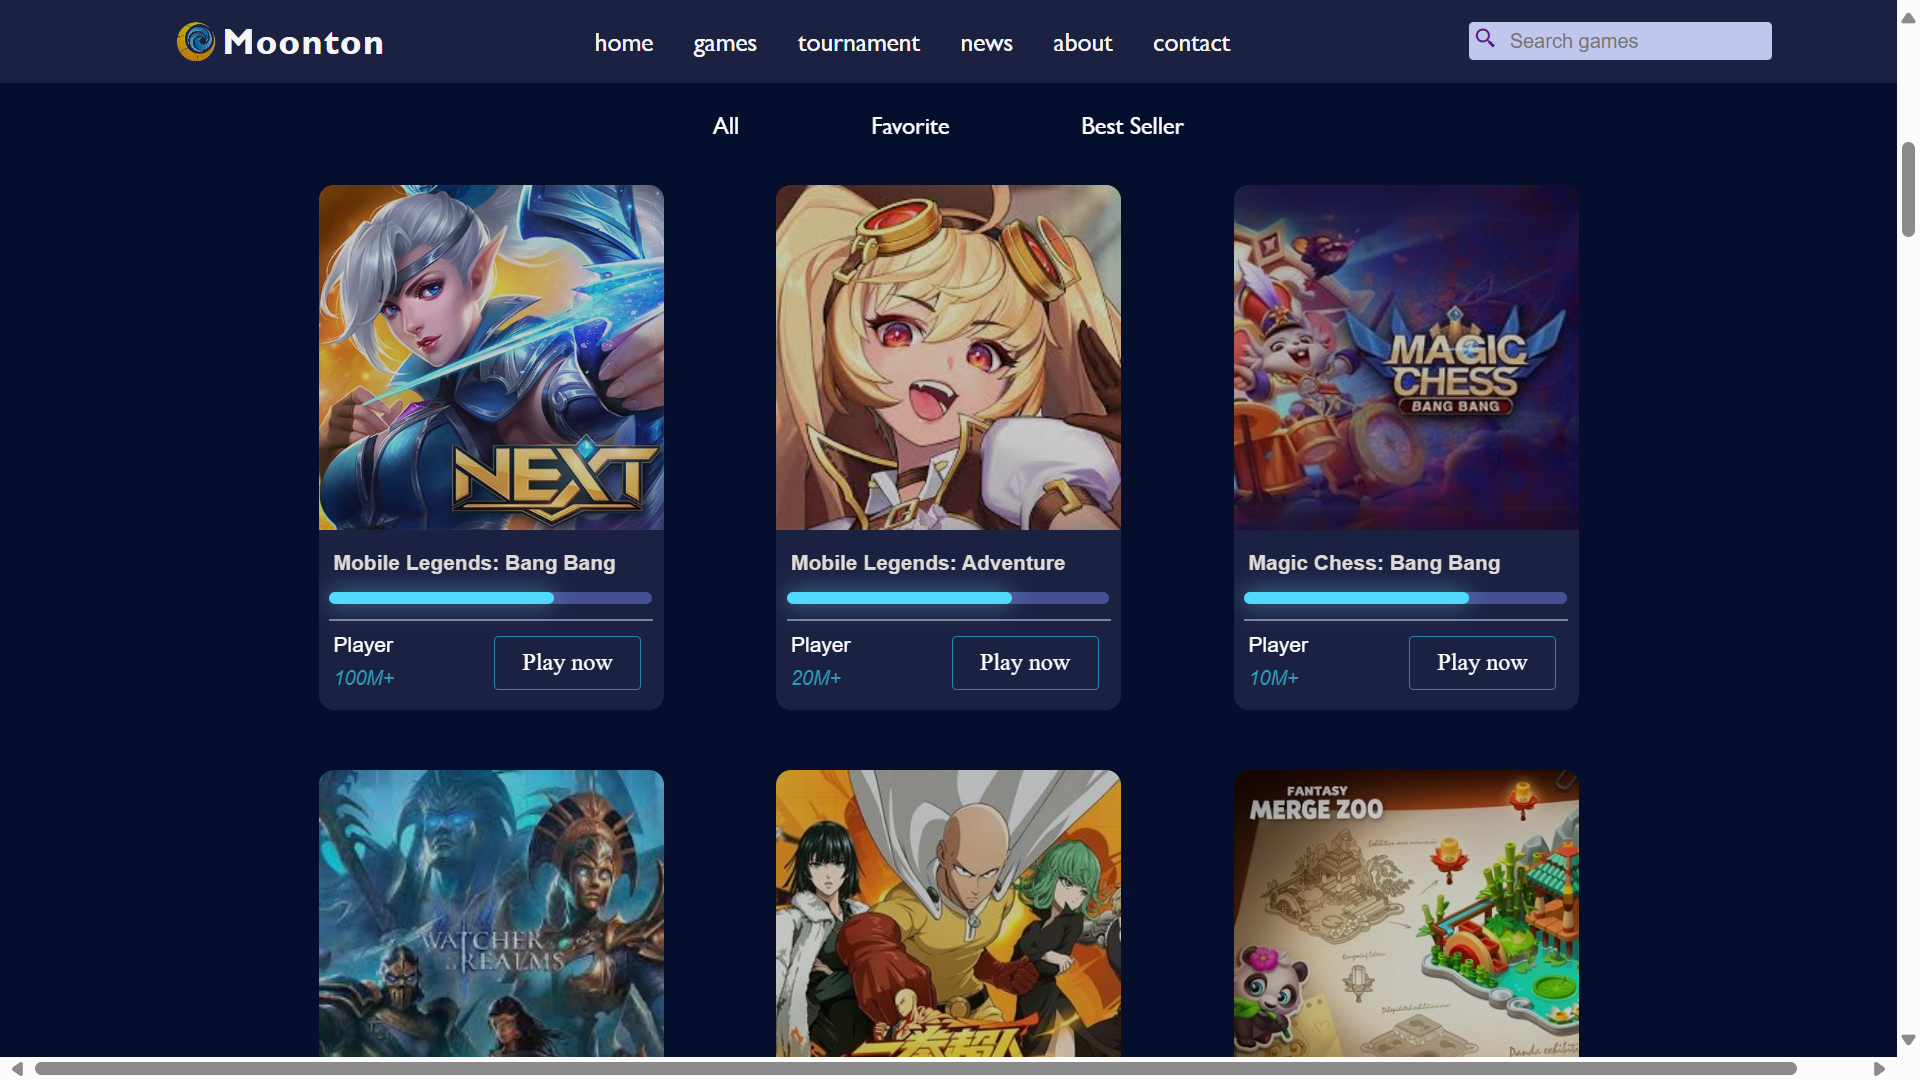 Moonton
home
games
tournament
news
about
contact
Search games
All
Favorite
Best Seller
NEXT
MAGIC
CHESS
BANG BANG
Mobile Legends: Bang Bang
Player
100M+
Play now
Mobile Legends: Adventure
Player
20M+
Play now
Magic Chess: Bang Bang
Player
10M+
Play now
WATCHER
of REALMS
FANTASY
MERGE ZOO